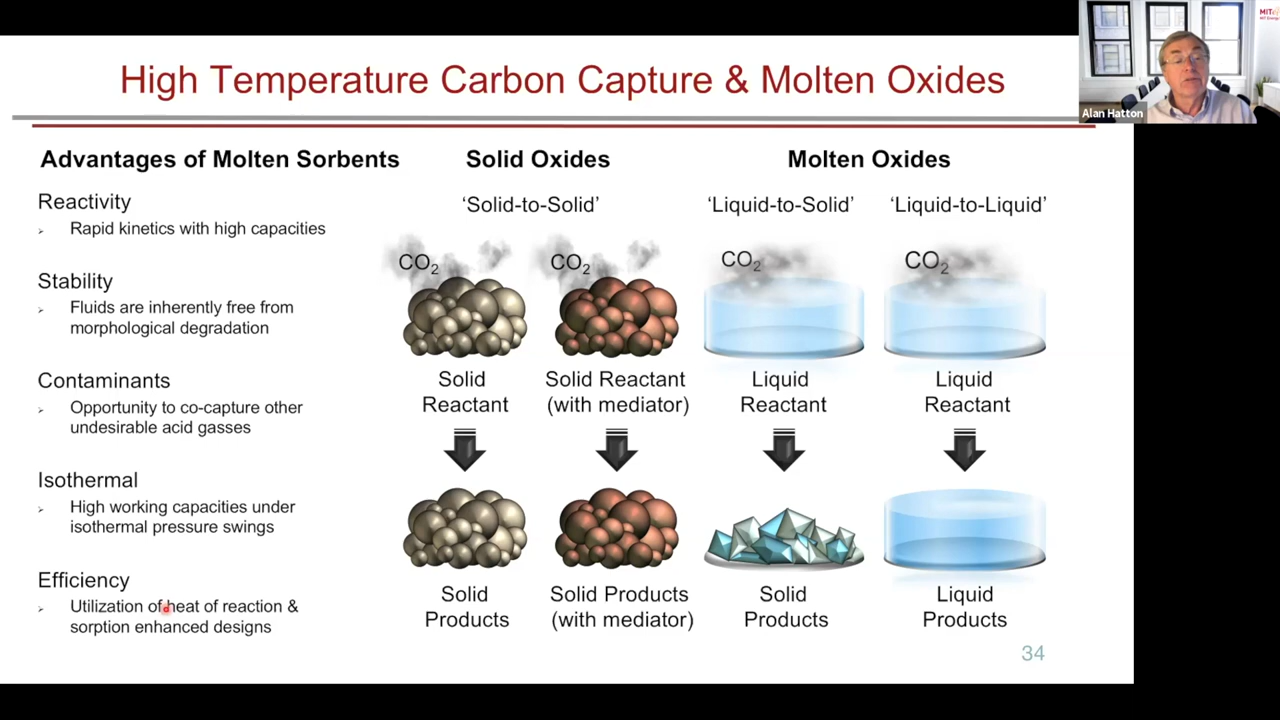 High Temperature Carbon Capture & Molten Oxides
MITei
MIT Energy
Alan Hatton
Advantages of Molten Sorbents
Reactivity
Rapid kinetics with high capacities
Stability
Fluids are inherently free from
morphological degradation
Contaminants
Opportunity to co-capture other
undesirable acid gasses
Isothermal
High working capacities under
isothermal pressure swings
Efficiency
Utilization of heat of reaction &
sorption enhanced designs
Solid Oxides
'Solid-to-Solid'
CO2
CO2
Solid
Reactant
Solid Reactant
(with mediator)
Solid
Products
Solid Products
(with mediator)
Molten Oxides
'Liquid-to-Solid'
'Liquid-to-Liquid'
CO2
CO2
Liquid
Reactant
Liquid
Reactant
Solid
Products
Liquid
Products
34